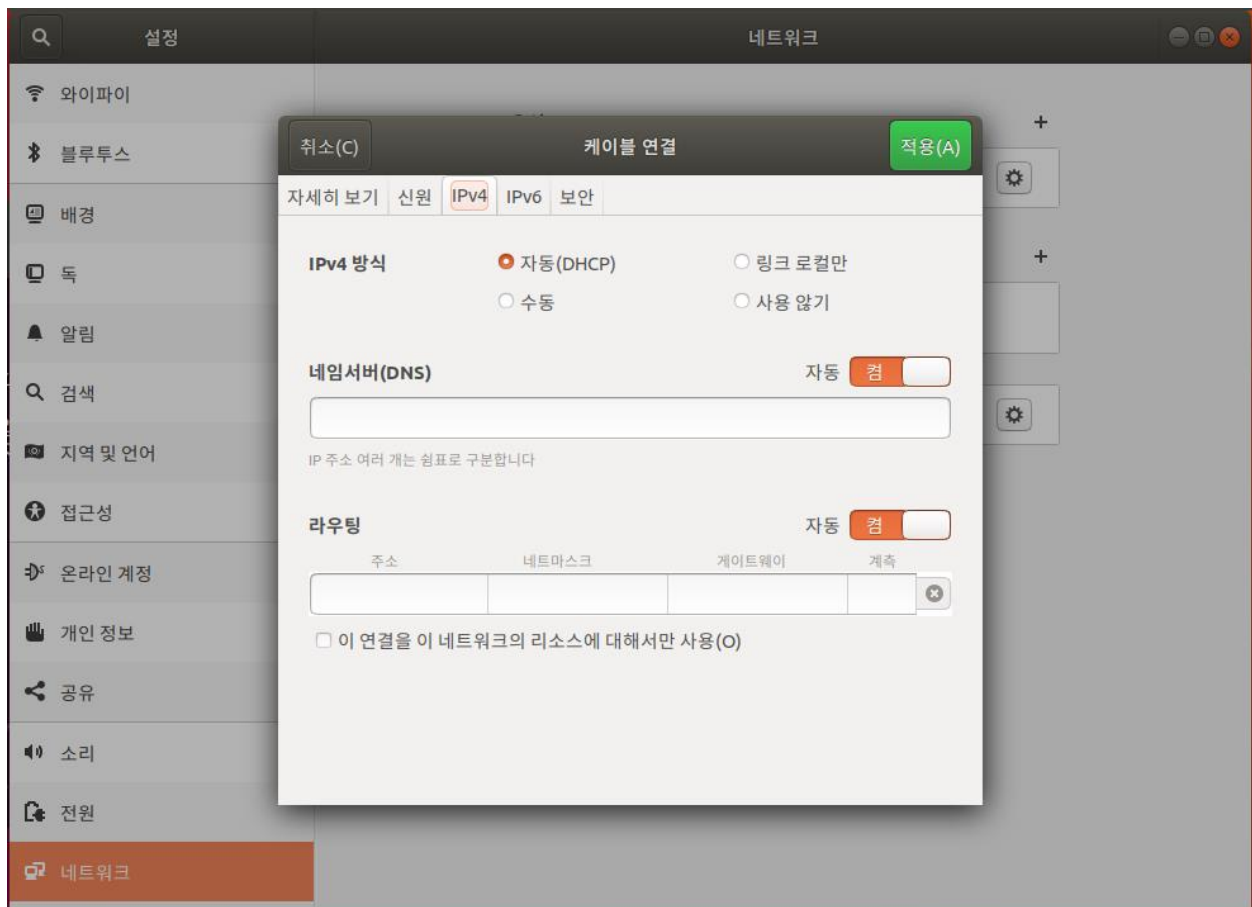 설정
네트워크
와이파이
블루투스
배경
독
알림
검색
지역 및 언어
접근성
온라인 계정
개인 정보
공유
소리
전원
네트워크
취소(C)
케이블 연결
적용(A)
자세히 보기 신원 IPv4 IPv6 보안
IPv4 방식 자동(DHCP) 링크 로컬만
수동 사용 않기
네임서버(DNS) 자동 켬
IP 주소 여러 개는 쉼표로 구분합니다
라우팅 자동 켬
주소 네트마스크 게이트웨이 계측
이 연결을 이 네트워크의 리소스에 대해서만 사용(O)